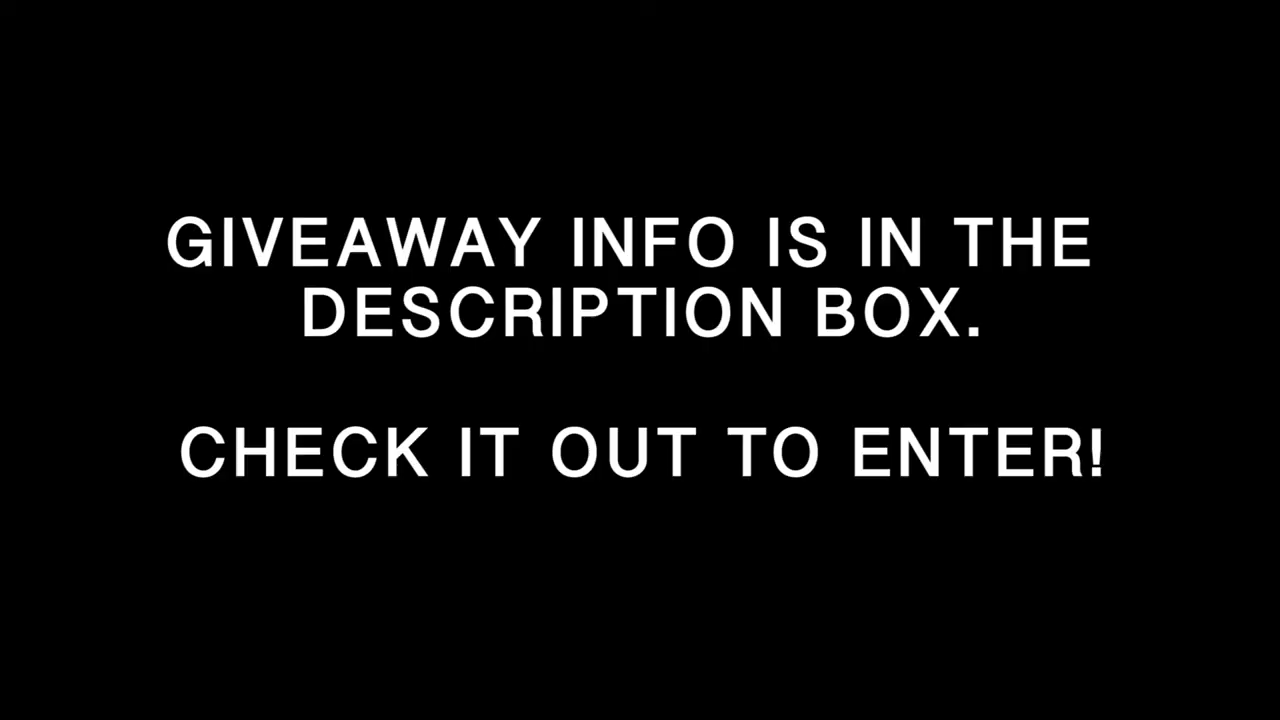 GIVEAWAY INFO IS IN THE
DESCRIPTION BOX.
CHECK IT OUT TO ENTER!